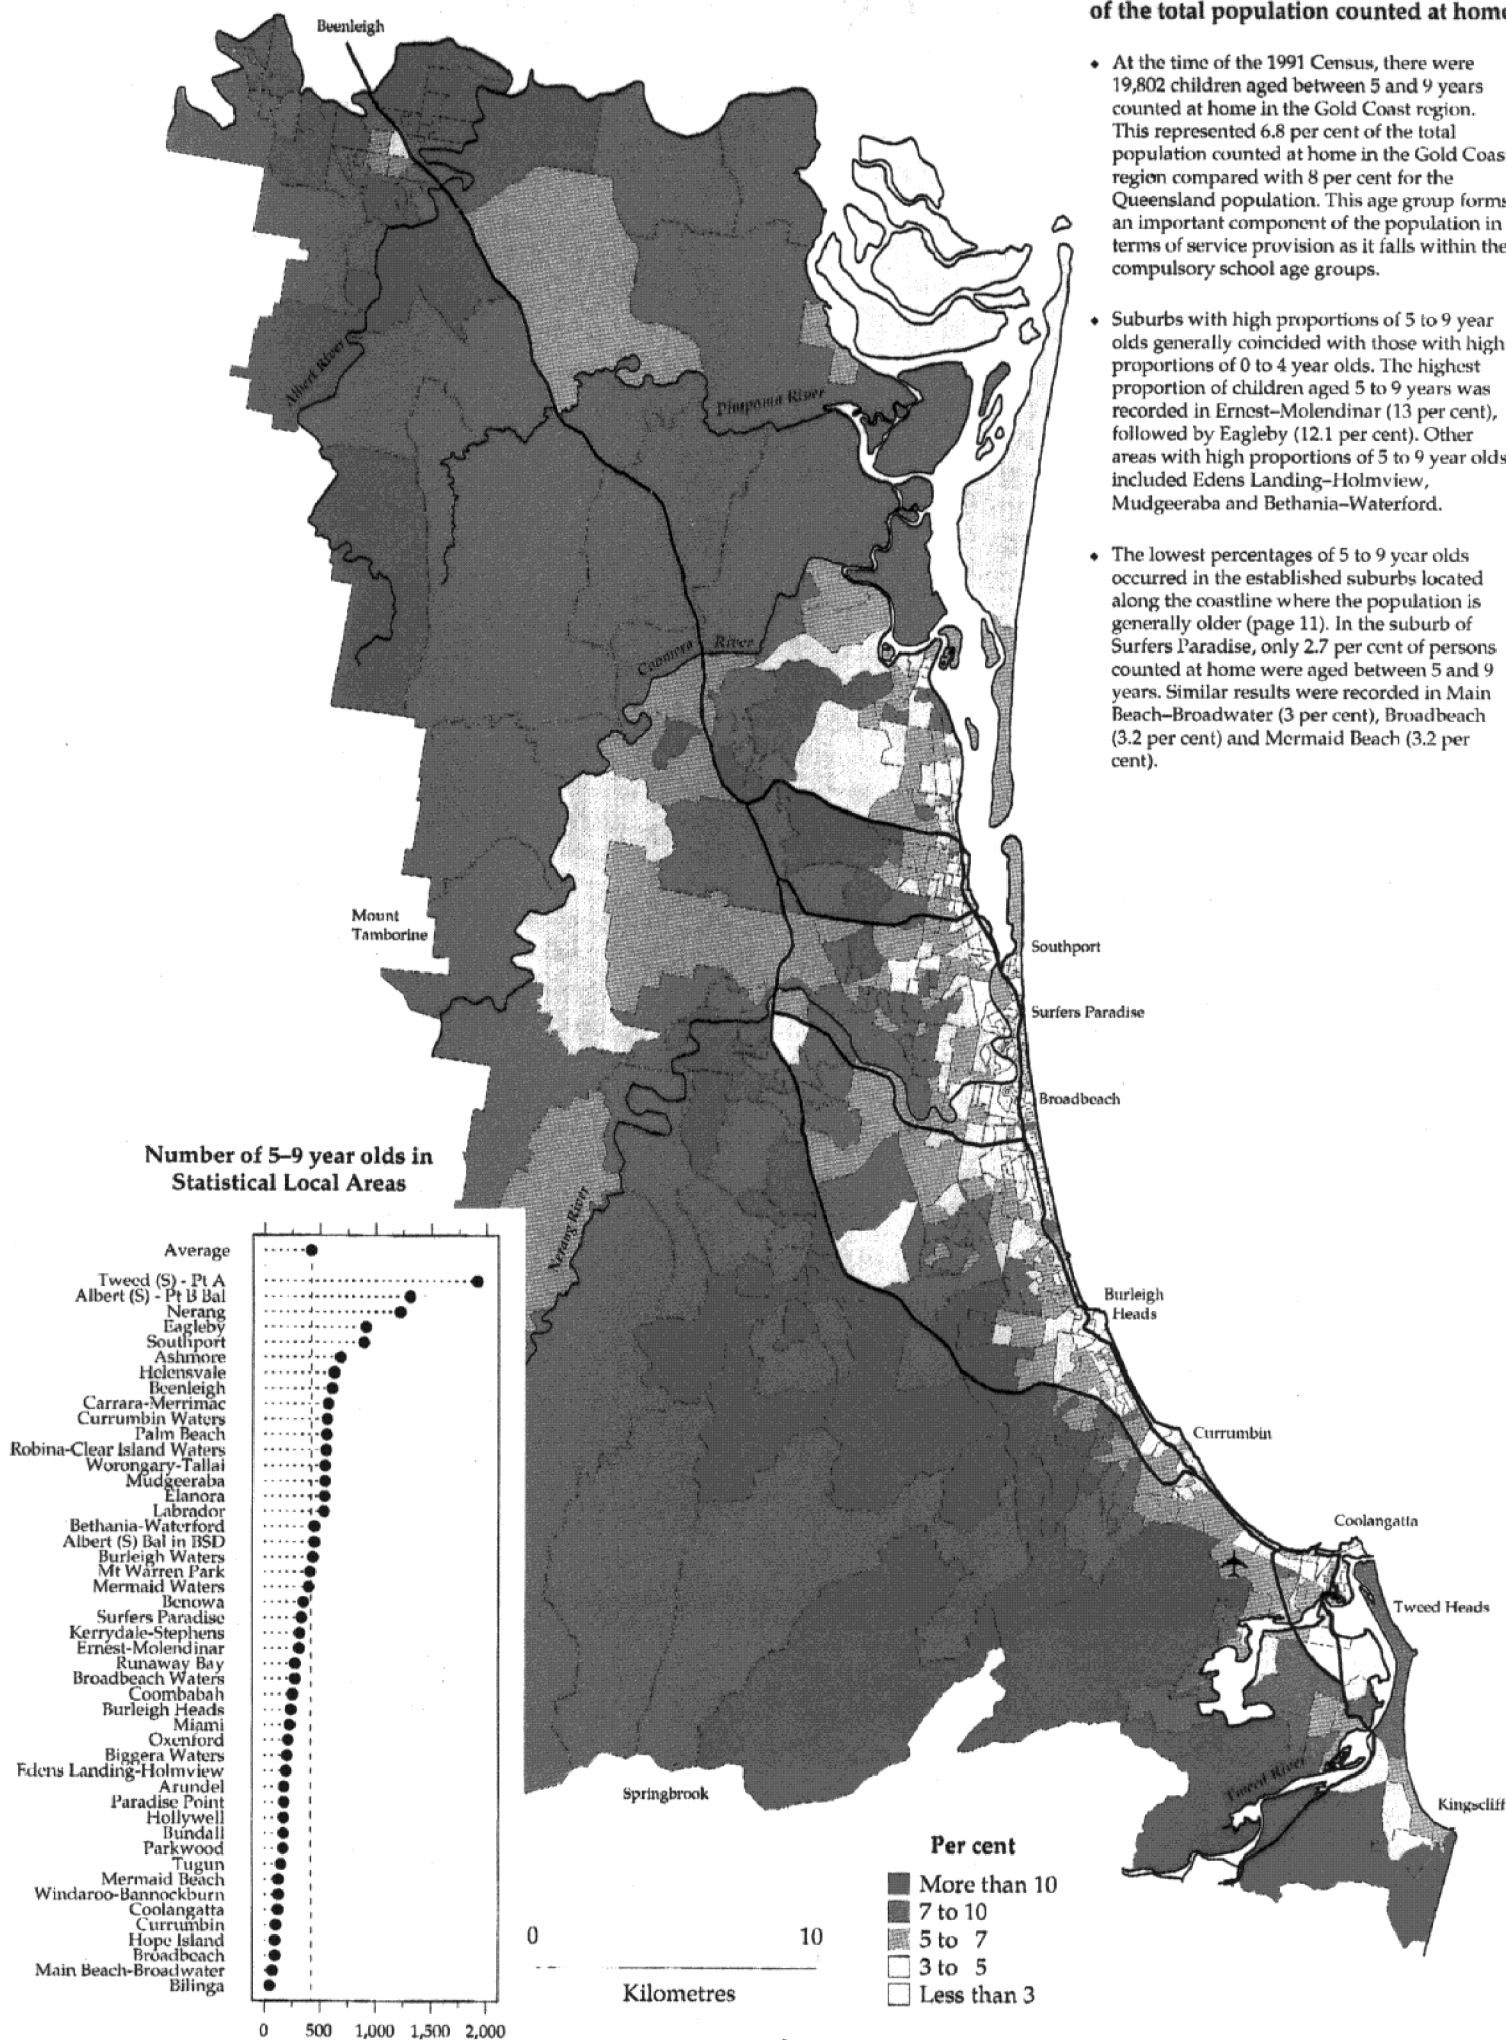 of the total population counted at home
• At the time of the 1991 Census, there were
19,802 children aged between 5 and 9 years
counted at home in the Gold Coast region.
This represented 6.8 per cent of the total
population counted at home in the Gold Coas
region compared with 8 per cent for the
Queensland population. This age group forms
an important component of the population in
terms of service provision as it falls within the
compulsory school age groups.
• Suburbs with high proportions of 5 to 9 year
olds generally coincided with those with high
proportions of 0 to 4 year olds. The highest
proportion of children aged 5 to 9 years was
recorded in Ernest–Molendinar (13 per cent),
followed by Eagleby (12.1 per cent). Other
areas with high proportions of 5 to 9 year olds
included Edens Landing–Holmview,
Mudgeeraba and Bethania–Waterford.
• The lowest percentages of 5 to 9 year olds
occurred in the established suburbs located
along the coastline where the population is
generally older (page 11). In the suburb of
Surfers Paradise, only 2.7 per cent of persons
counted at home were aged between 5 and 9
years. Similar results were recorded in Main
Beach–Broadwater (3 per cent), Broadbeach
(3.2 per cent) and Mermaid Beach (3.2 per
cent).
Beenleigh
Albert River
Pimpama River
Coomera River
Mount
Tamborine
Southport
Surfers Paradise
Broadbeach
Nerang River
Burleigh
Heads
Currumbin
Coolangatta
Tweed Heads
Tweed River
Kingscliff
Springbrook
Number of 5–9 year olds in
Statistical Local Areas
Average
Tweed (S) - Pt A
Albert (S) - Pt B Bal
Nerang
Eagleby
Southport
Ashmore
Helensvale
Beenleigh
Carrara-Merrimac
Currumbin Waters
Palm Beach
Robina-Clear Island Waters
Worongary-Tallai
Mudgeeraba
Elanora
Labrador
Bethania-Waterford
Albert (S) Bal in BSD
Burleigh Waters
Mt Warren Park
Mermaid Waters
Benowa
Surfers Paradise
Kerrydale-Stephens
Ernest-Molendinar
Runaway Bay
Broadbeach Waters
Coombabah
Burleigh Heads
Miami
Oxenford
Biggera Waters
Edens Landing-Holmview
Arundel
Paradise Point
Hollywell
Bundall
Parkwood
Tugun
Mermaid Beach
Windaroo-Bannockburn
Coolangatta
Currumbin
Hope Island
Broadbeach
Main Beach-Broadwater
Bilinga
0 500 1,000 1,500 2,000
0 10
Kilometres
Per cent
More than 10
7 to 10
5 to 7
3 to 5
Less than 3